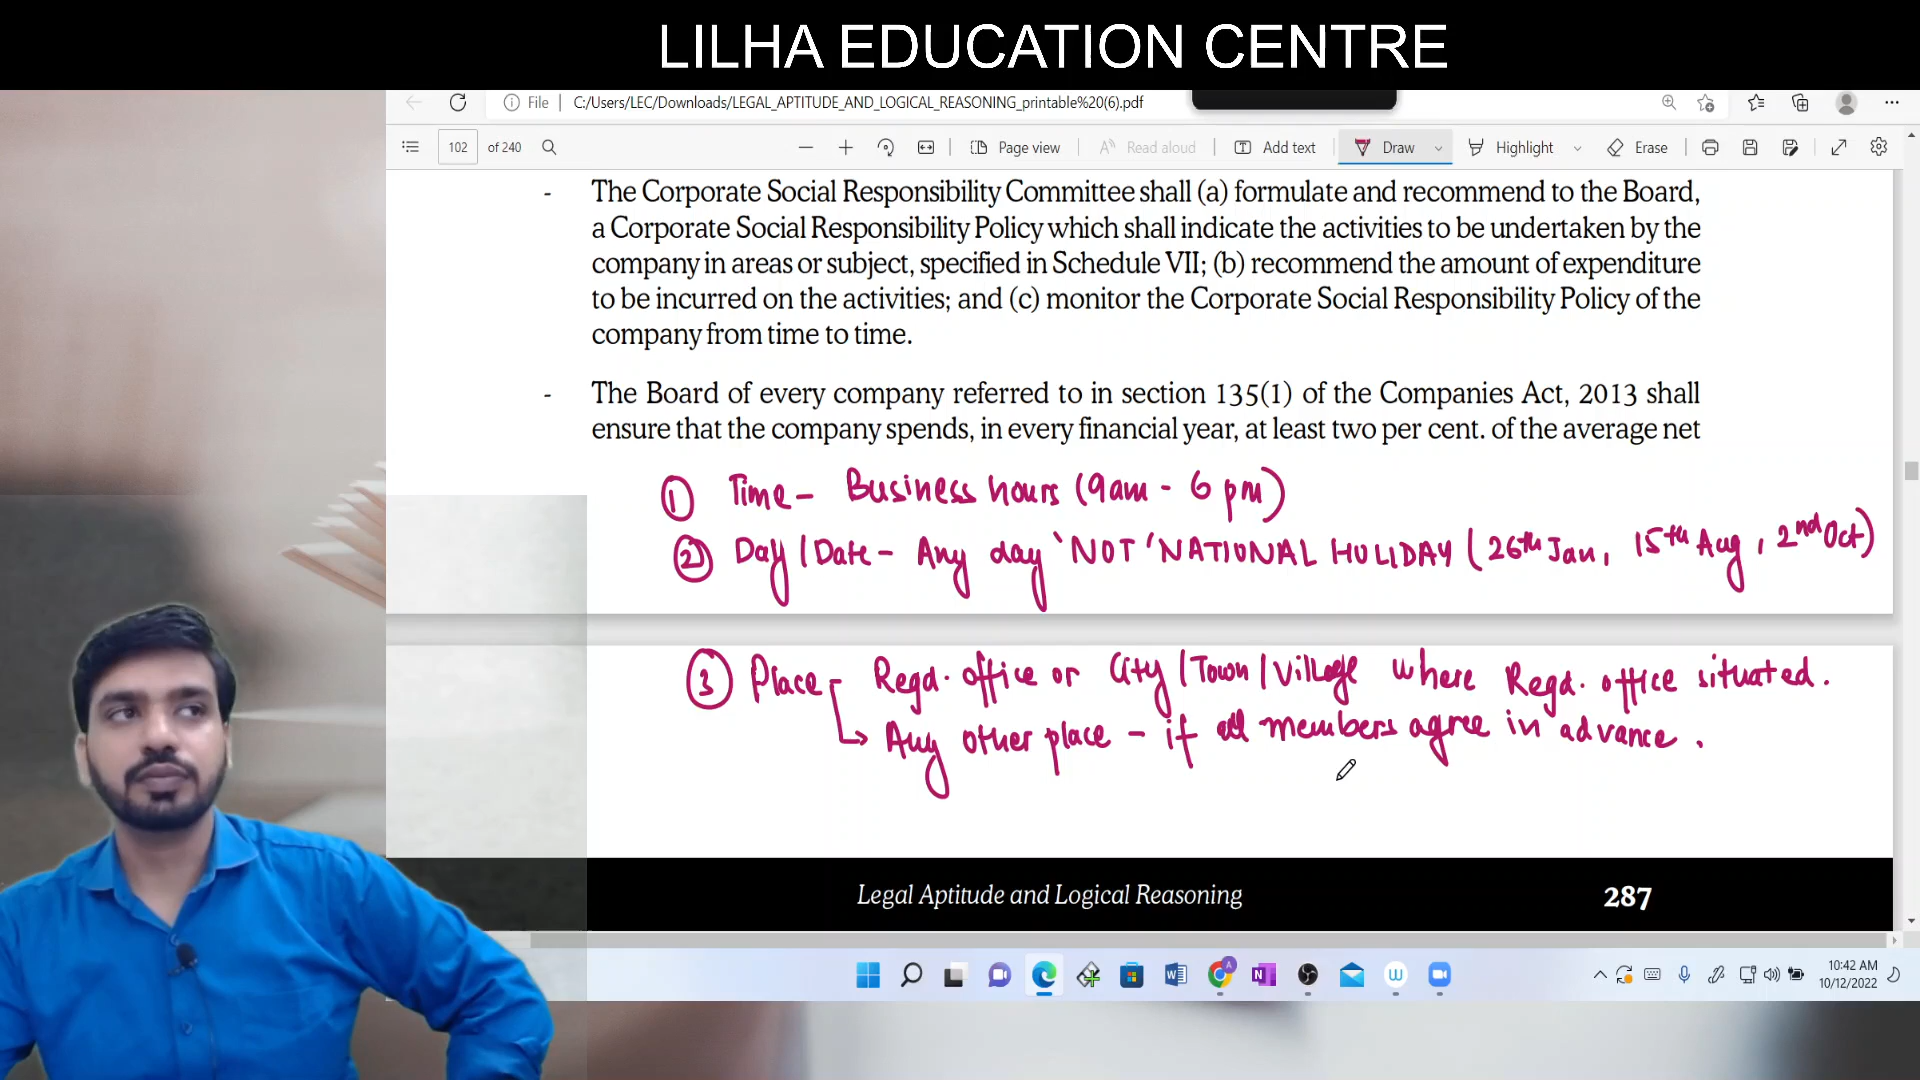 LILHA EDUCATION CENTRE
File | C:/Users/LEC/Downloads/LEGAL_APTITUDE_AND_LOGICAL_REASONING_printable%20(6).pdf
102 of 240 Page view Read aloud Add text Draw Highlight Erase
- The Corporate Social Responsibility Committee shall (a) formulate and recommend to the Board,
a Corporate Social Responsibility Policy which shall indicate the activities to be undertaken by the
company in areas or subject, specified in Schedule VII; (b) recommend the amount of expenditure
to be incurred on the activities; and (c) monitor the Corporate Social Responsibility Policy of the
company from time to time.
- The Board of every company referred to in section 135(1) of the Companies Act, 2013 shall
ensure that the company spends, in every financial year, at least two per cent. of the average net
① Time - Business hours (9am - 6 pm)
② Day / Date - Any day 'NOT' NATIONAL HOLIDAY (26th Jan, 15th Aug, 2nd Oct)
③ Place - Regd. office or City / Town / Village where Regd. office situated.
↳ Any other place - if all members agree in advance.
Legal Aptitude and Logical Reasoning 287
10:42 AM
10/12/2022